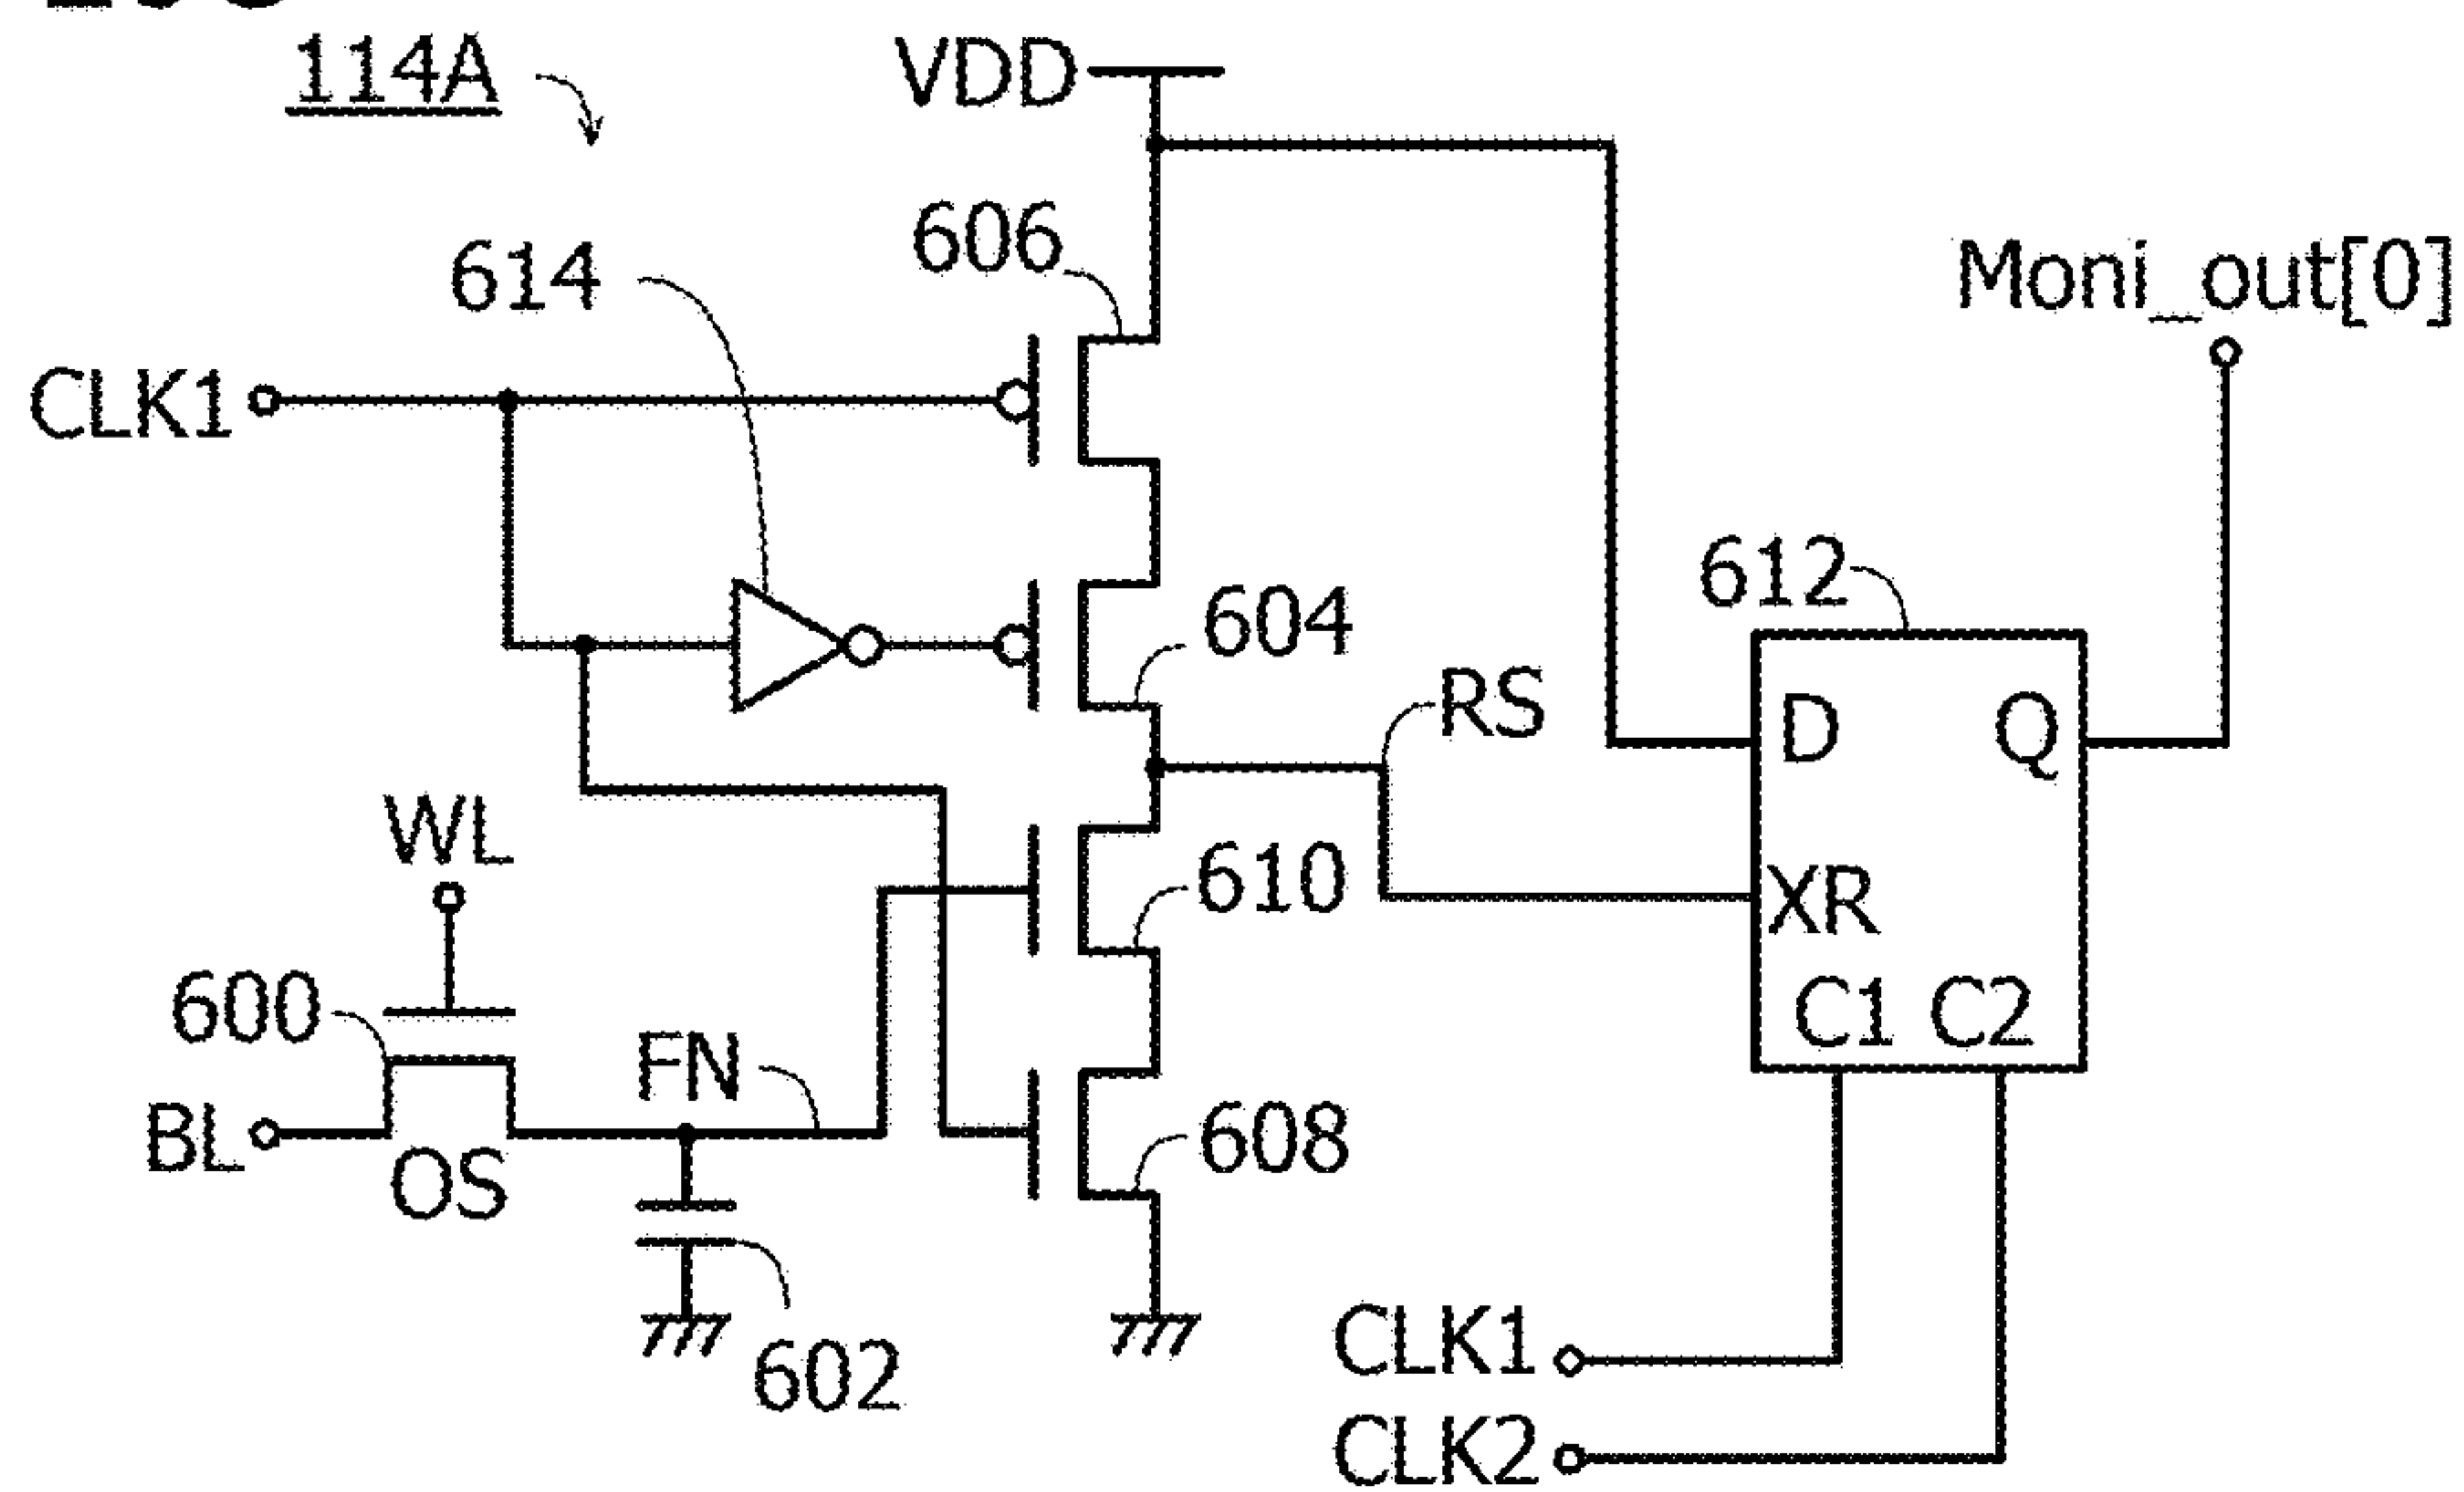 114A
VDD
606
614
Moni_out[0]
CLK1
612
604
RS
D Q
WL
610
XR
600
C1 C2
FN
BL
OS
608
602
CLK1
CLK2